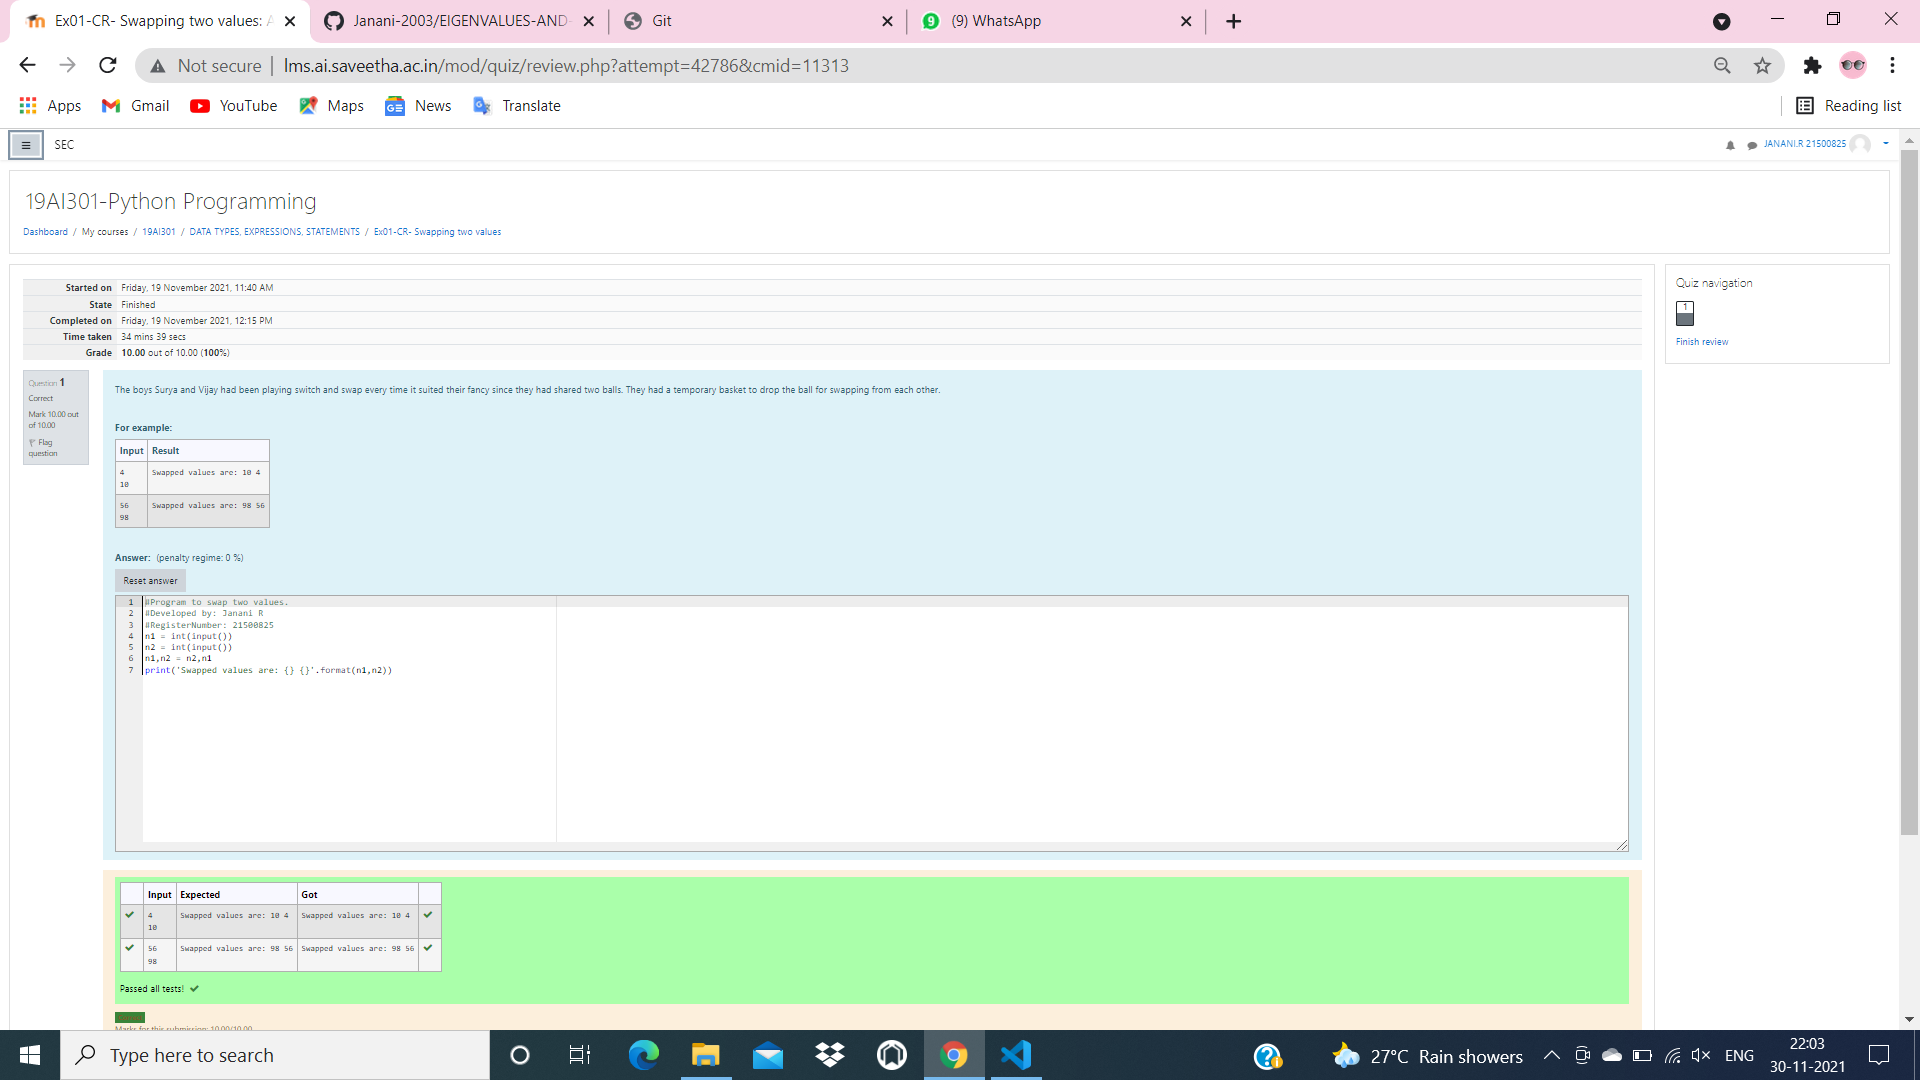 Ex01-CR- Swapping two values: A
Janani-2003/EIGENVALUES-AND-
Git
(9) WhatsApp
Not secure
lms.ai.saveetha.ac.in/mod/quiz/review.php?attempt=42786&cmid=11313
Apps
Gmail
YouTube
Maps
News
Translate
Reading list
SEC
JANANI.R 21500825
19AI301-Python Programming
Dashboard / My courses / 19AI301 / DATA TYPES, EXPRESSIONS, STATEMENTS / Ex01-CR- Swapping two values
Started on Friday, 19 November 2021, 11:40 AM
State Finished
Completed on Friday, 19 November 2021, 12:15 PM
Time taken 34 mins 39 secs
Grade 10.00 out of 10.00 (100%)
Quiz navigation
1
Finish review
Question 1
Correct
Mark 10.00 out
of 10.00
Flag
question
The boys Surya and Vijay had been playing switch and swap every time it suited their fancy since they had shared two balls. They had a temporary basket to drop the ball for swapping from each other.
For example:
Input Result
4 Swapped values are: 10 4
10
56 Swapped values are: 98 56
98
Answer: (penalty regime: 0 %)
Reset answer
1 #Program to swap two values.
2 #Developed by: Janani R
3 #RegisterNumber: 21500825
4 n1 = int(input())
5 n2 = int(input())
6 n1,n2 = n2,n1
7 print('Swapped values are: {} {}'.format(n1,n2))
Input Expected Got
4 Swapped values are: 10 4 Swapped values are: 10 4
10
56 Swapped values are: 98 56 Swapped values are: 98 56
98
Passed all tests!
Marks for this submission: 10.00/10.00.
Type here to search
27°C Rain showers
ENG
22:03
30-11-2021